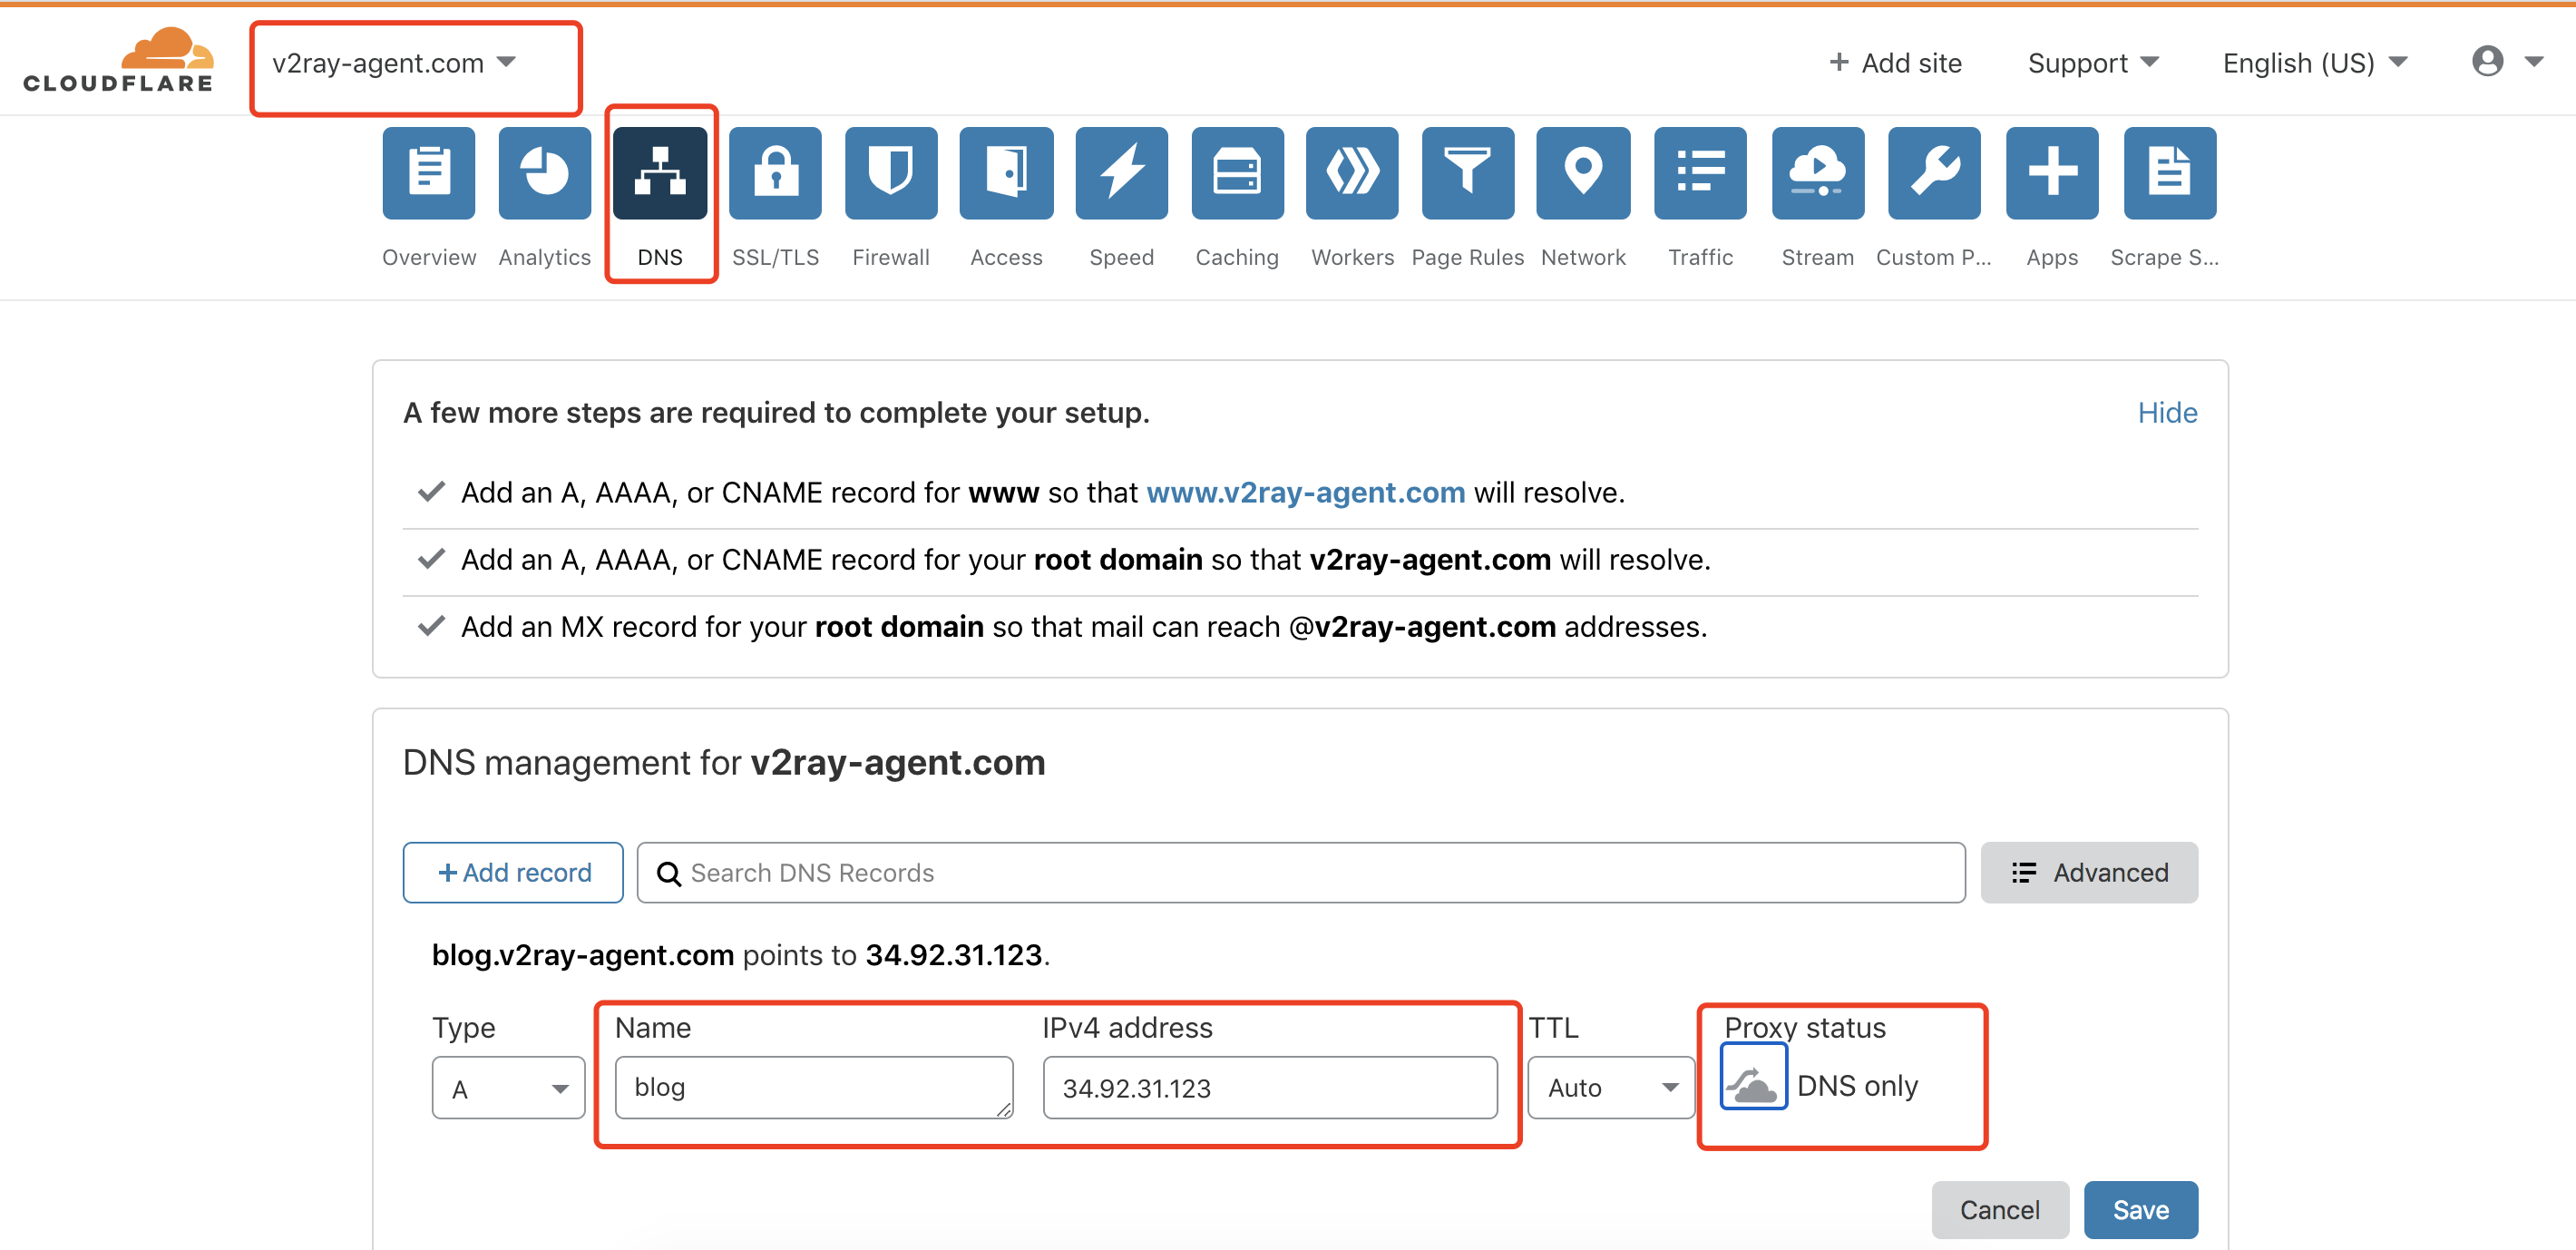 CLOUDFLARE
v2ray-agent.com
+ Add site
Support
English (US)
Overview
Analytics
DNS
SSL/TLS
Firewall
Access
Speed
Caching
Workers
Page Rules
Network
Traffic
Stream
Custom P...
Apps
Scrape S...
A few more steps are required to complete your setup.
Hide
Add an A, AAAA, or CNAME record for www so that www.v2ray-agent.com will resolve.
Add an A, AAAA, or CNAME record for your root domain so that v2ray-agent.com will resolve.
Add an MX record for your root domain so that mail can reach @v2ray-agent.com addresses.
DNS management for v2ray-agent.com
+ Add record
Search DNS Records
Advanced
blog.v2ray-agent.com points to 34.92.31.123.
Type
Name
IPv4 address
TTL
Proxy status
A
blog
34.92.31.123
Auto
DNS only
Cancel
Save